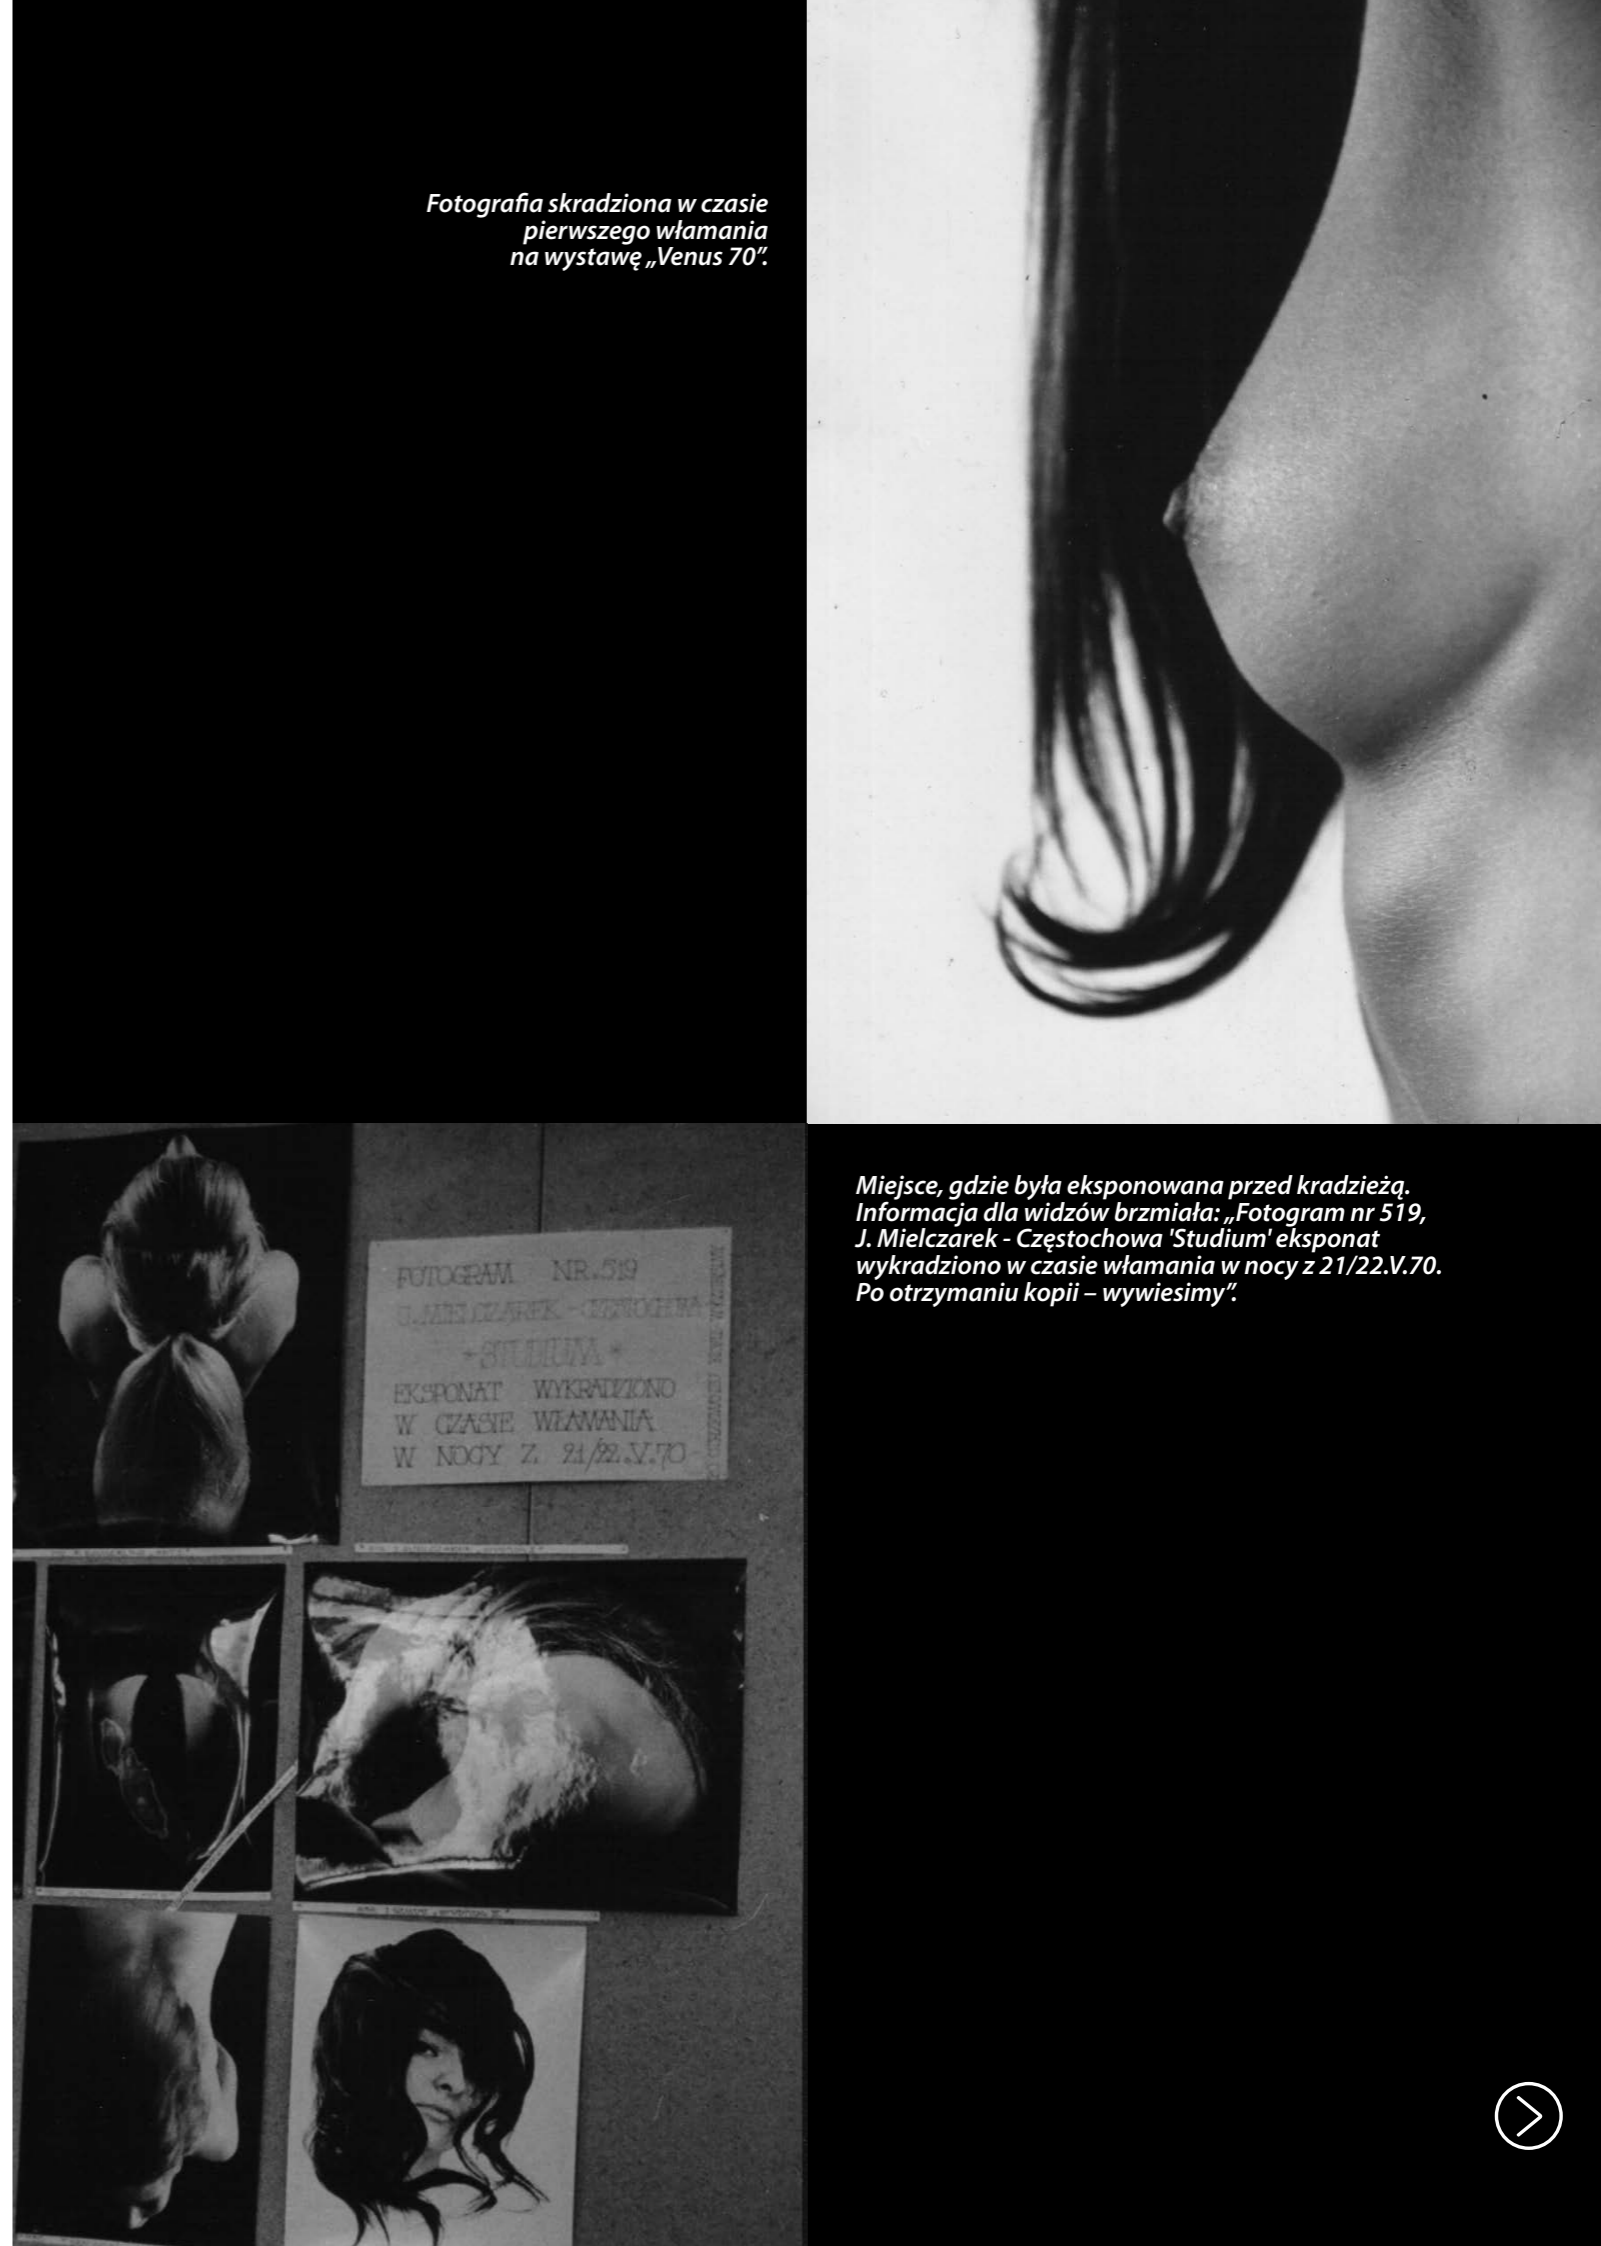 Fotografia skradziona w czasie
pierwszego włamania
na wystawę „Venus 70”.
Miejsce, gdzie była eksponowana przed kradzieżą.
Informacja dla widzów brzmiała: „Fotogram nr 519,
J. Mielczarek - Częstochowa 'Studium' eksponat
wykradziono w czasie włamania w nocy z 21/22.V.70.
Po otrzymaniu kopii – wywiesimy”.
FOTOGRAM NR.519
J.MIELCZAREK-CZĘSTOCHOWA
STUDIUM
EKSPONAT WYKRADZIONO
W CZASIE WŁAMANIA
W NOCY Z 21/22.V.70